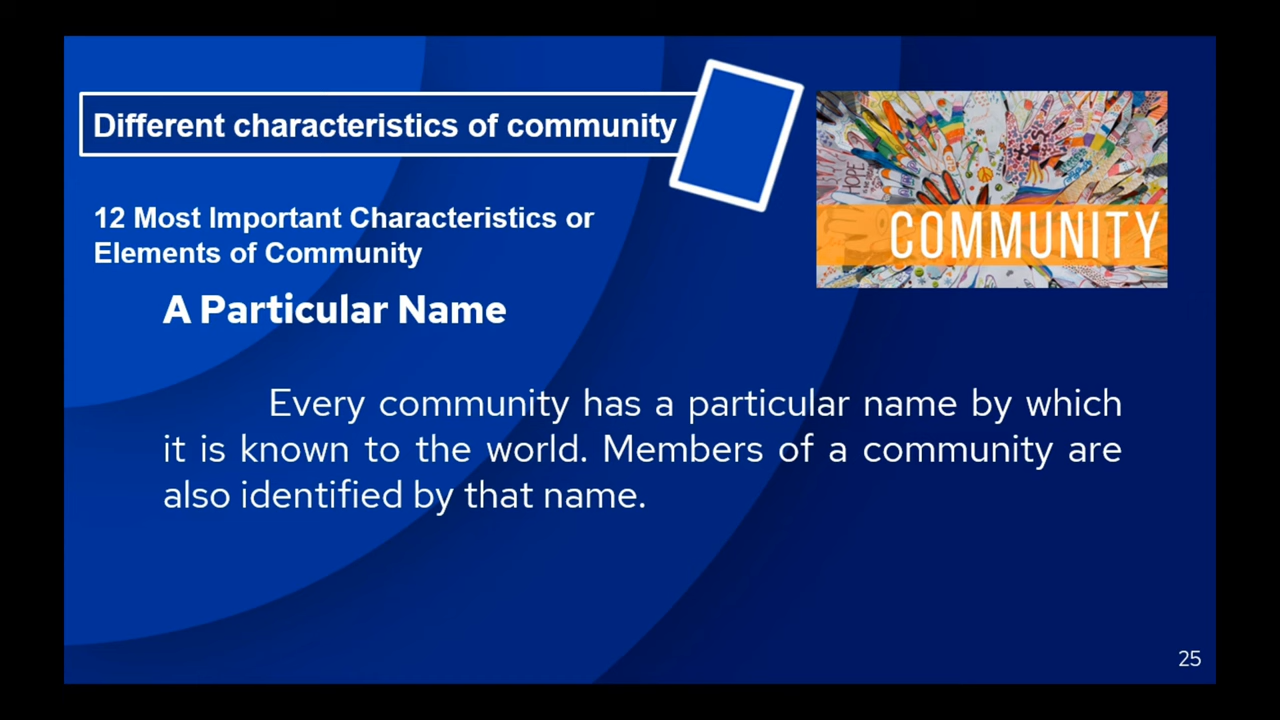 Different characteristics of community
12 Most Important Characteristics or
Elements of Community
HOPE
COMMUNITY
A Particular Name
Every community has a particular name by which
it is known to the world. Members of a community are
also identified by that name.
25